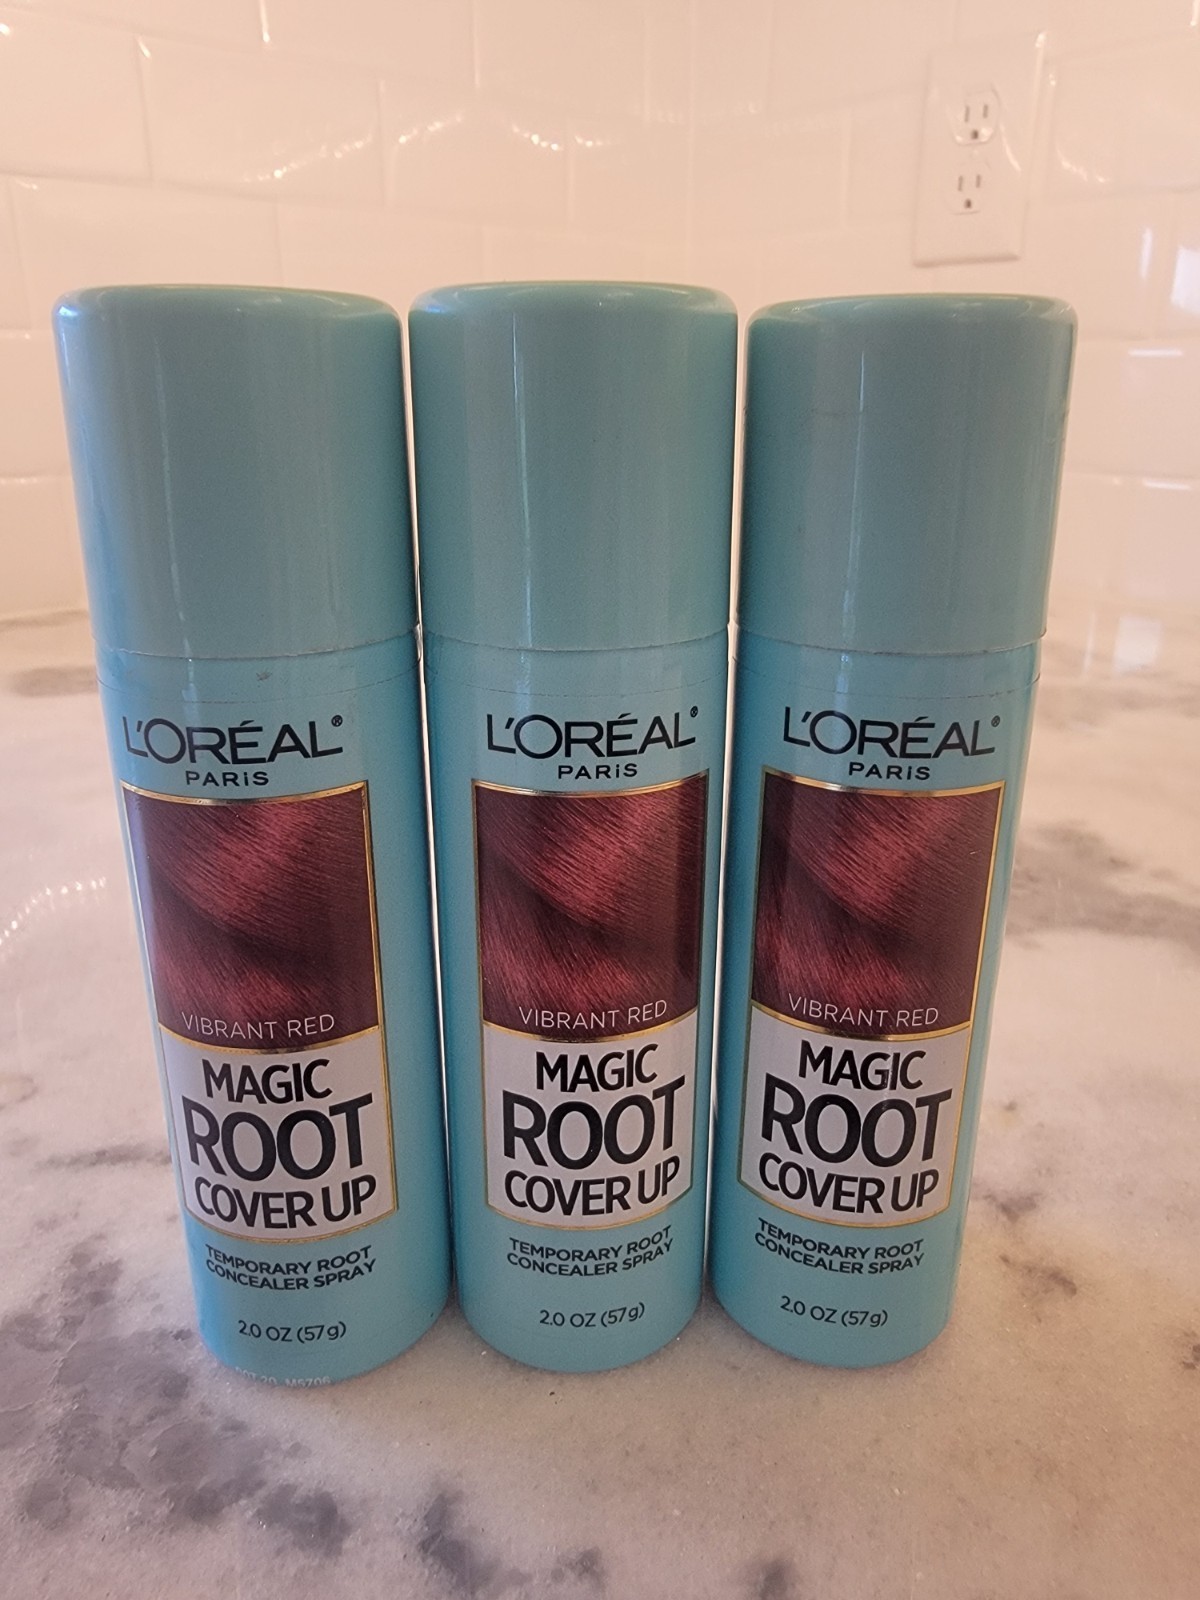 L'ORÉAL®
PARiS
VIBRANT RED
MAGIC
ROOT
COVER UP
TEMPORARY ROOT
CONCEALER SPRAY
2.0 OZ (57g)
M5706
L'ORÉAL®
PARiS
VIBRANT RED
MAGIC
ROOT
COVER UP
TEMPORARY ROOT
CONCEALER SPRAY
2.0 OZ (57g)
L'ORÉAL®
PARiS
VIBRANT RED
MAGIC
ROOT
COVER UP
TEMPORARY ROOT
CONCEALER SPRAY
2.0 OZ (57g)